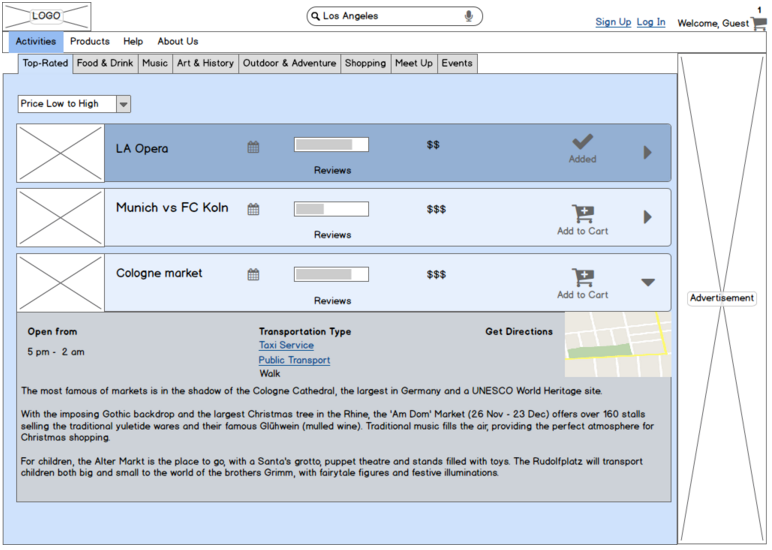 LOGO
Los Angeles
1
Sign Up Log In Welcome, Guest
Activities Products Help About Us
Top-Rated Food & Drink Music Art & History Outdoor & Adventure Shopping Meet Up Events
Price Low to High
LA Opera $$
Added
Reviews
Munich vs FC Koln $$$
Add to Cart
Reviews
Cologne market $$$
Add to Cart
Reviews
Advertisement
Open from Transportation Type Get Directions
Taxi Service
5 pm - 2 am
Public Transport
Walk
The most famous of markets is in the shadow of the Cologne Cathedral, the largest in Germany and a UNESCO World Heritage site.
With the imposing Gothic backdrop and the largest Christmas tree in the Rhine, the 'Am Dom' Market (26 Nov - 23 Dec) offers over 160 stalls
selling the traditional yuletide wares and their famous Glühwein (mulled wine). Traditional music fills the air, providing the perfect atmosphere for
Christmas shopping.
For children, the Alter Markt is the place to go, with a Santa's grotto, puppet theatre and stands filled with toys. The Rudolfplatz will transport
children both big and small to the world of the brothers Grimm, with fairytale figures and festive illuminations.